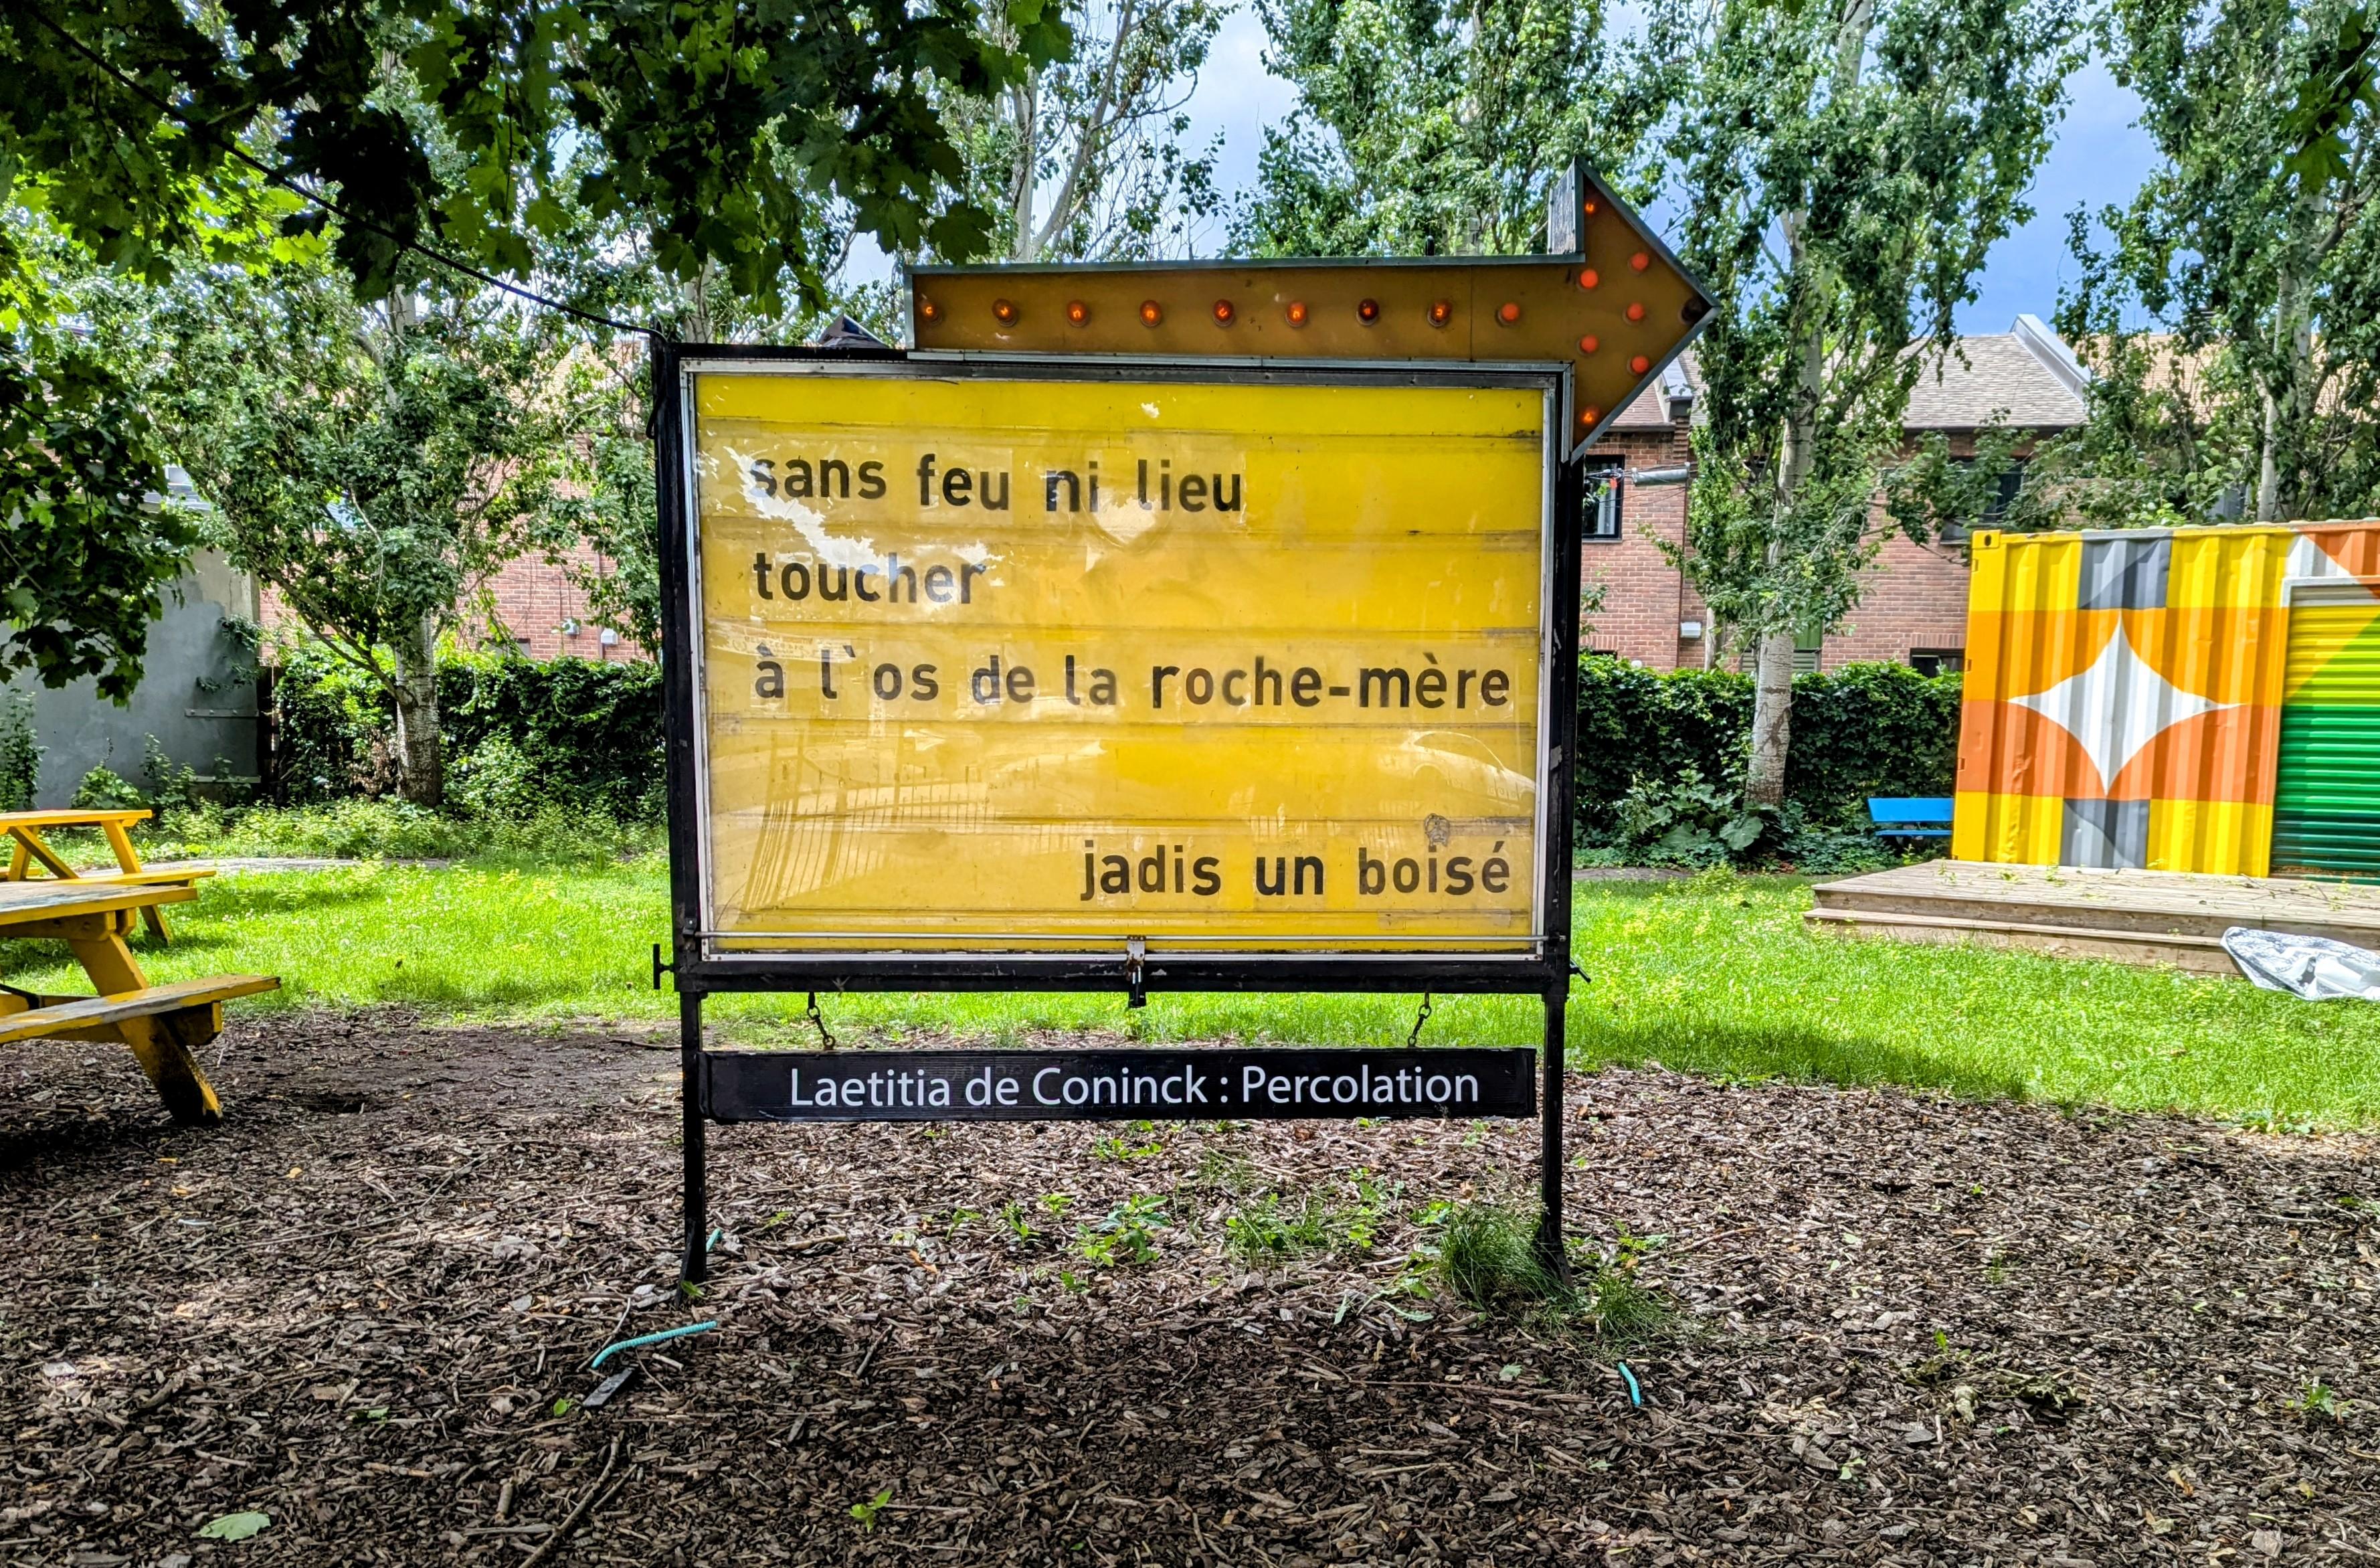 sans feu ni lieu
toucher
à l`os de la roche-mère
jadis un boisé
Laetitia de Coninck : Percolation